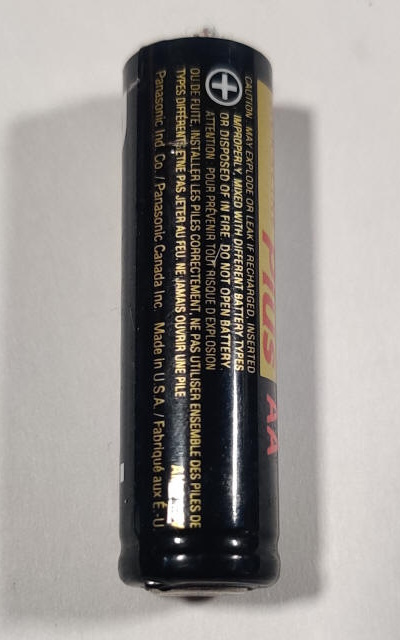 CAUTION MAY EXPLODE OR LEAK IF RECHARGED, INSERTED
IMPROPERLY, MIXED WITH DIFFERENT BATTERY TYPES
OR DISPOSED OF IN FIRE. DO NOT OPEN BATTERY.
ATTENTION POUR PRÉVENIR TOUT RISQUE D'EXPLOSION
OU DE FUITE, INSTALLER LES PILES CORRECTEMENT, NE PAS UTILISER ENSEMBLE DES PILES DE
TYPES DIFFÉRENTS ET NE PAS JETER AU FEU. NE JAMAIS OUVRIR UNE PILE.
Panasonic Ind. Co. / Panasonic Canada Inc. Made in U.S.A. / Fabriqué aux É.-U
Plus AA